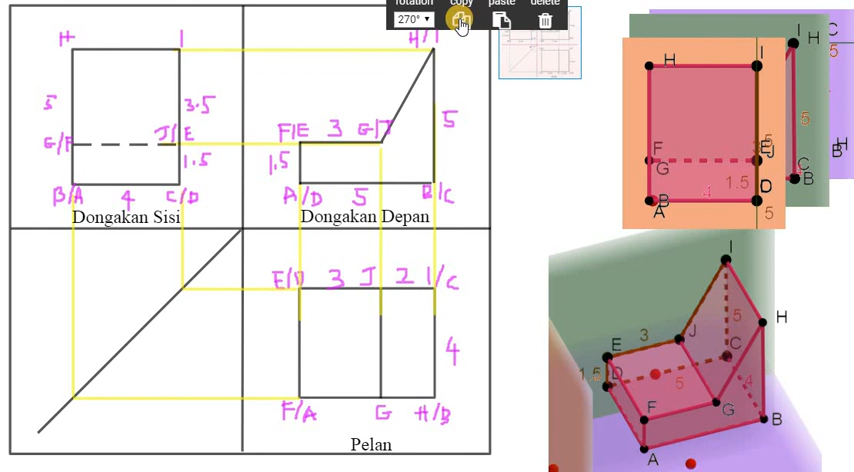 rotation copy paste delete
270°
H I H/I
5 3.5
G/F J/E F/E 3 G/J 5
1.5 1.5
B/A 4 C/D A/D 5 B/C
Dongakan Sisi Dongakan Depan
E/D 3 J 2 I/C
4
F/A G H/B
Pelan
H I I H C
5 5
F E J
G 1.5 C H
B 4 D B B
A 5
I
H
5
3 J
E C
1.5 D 5 4
F G B
A